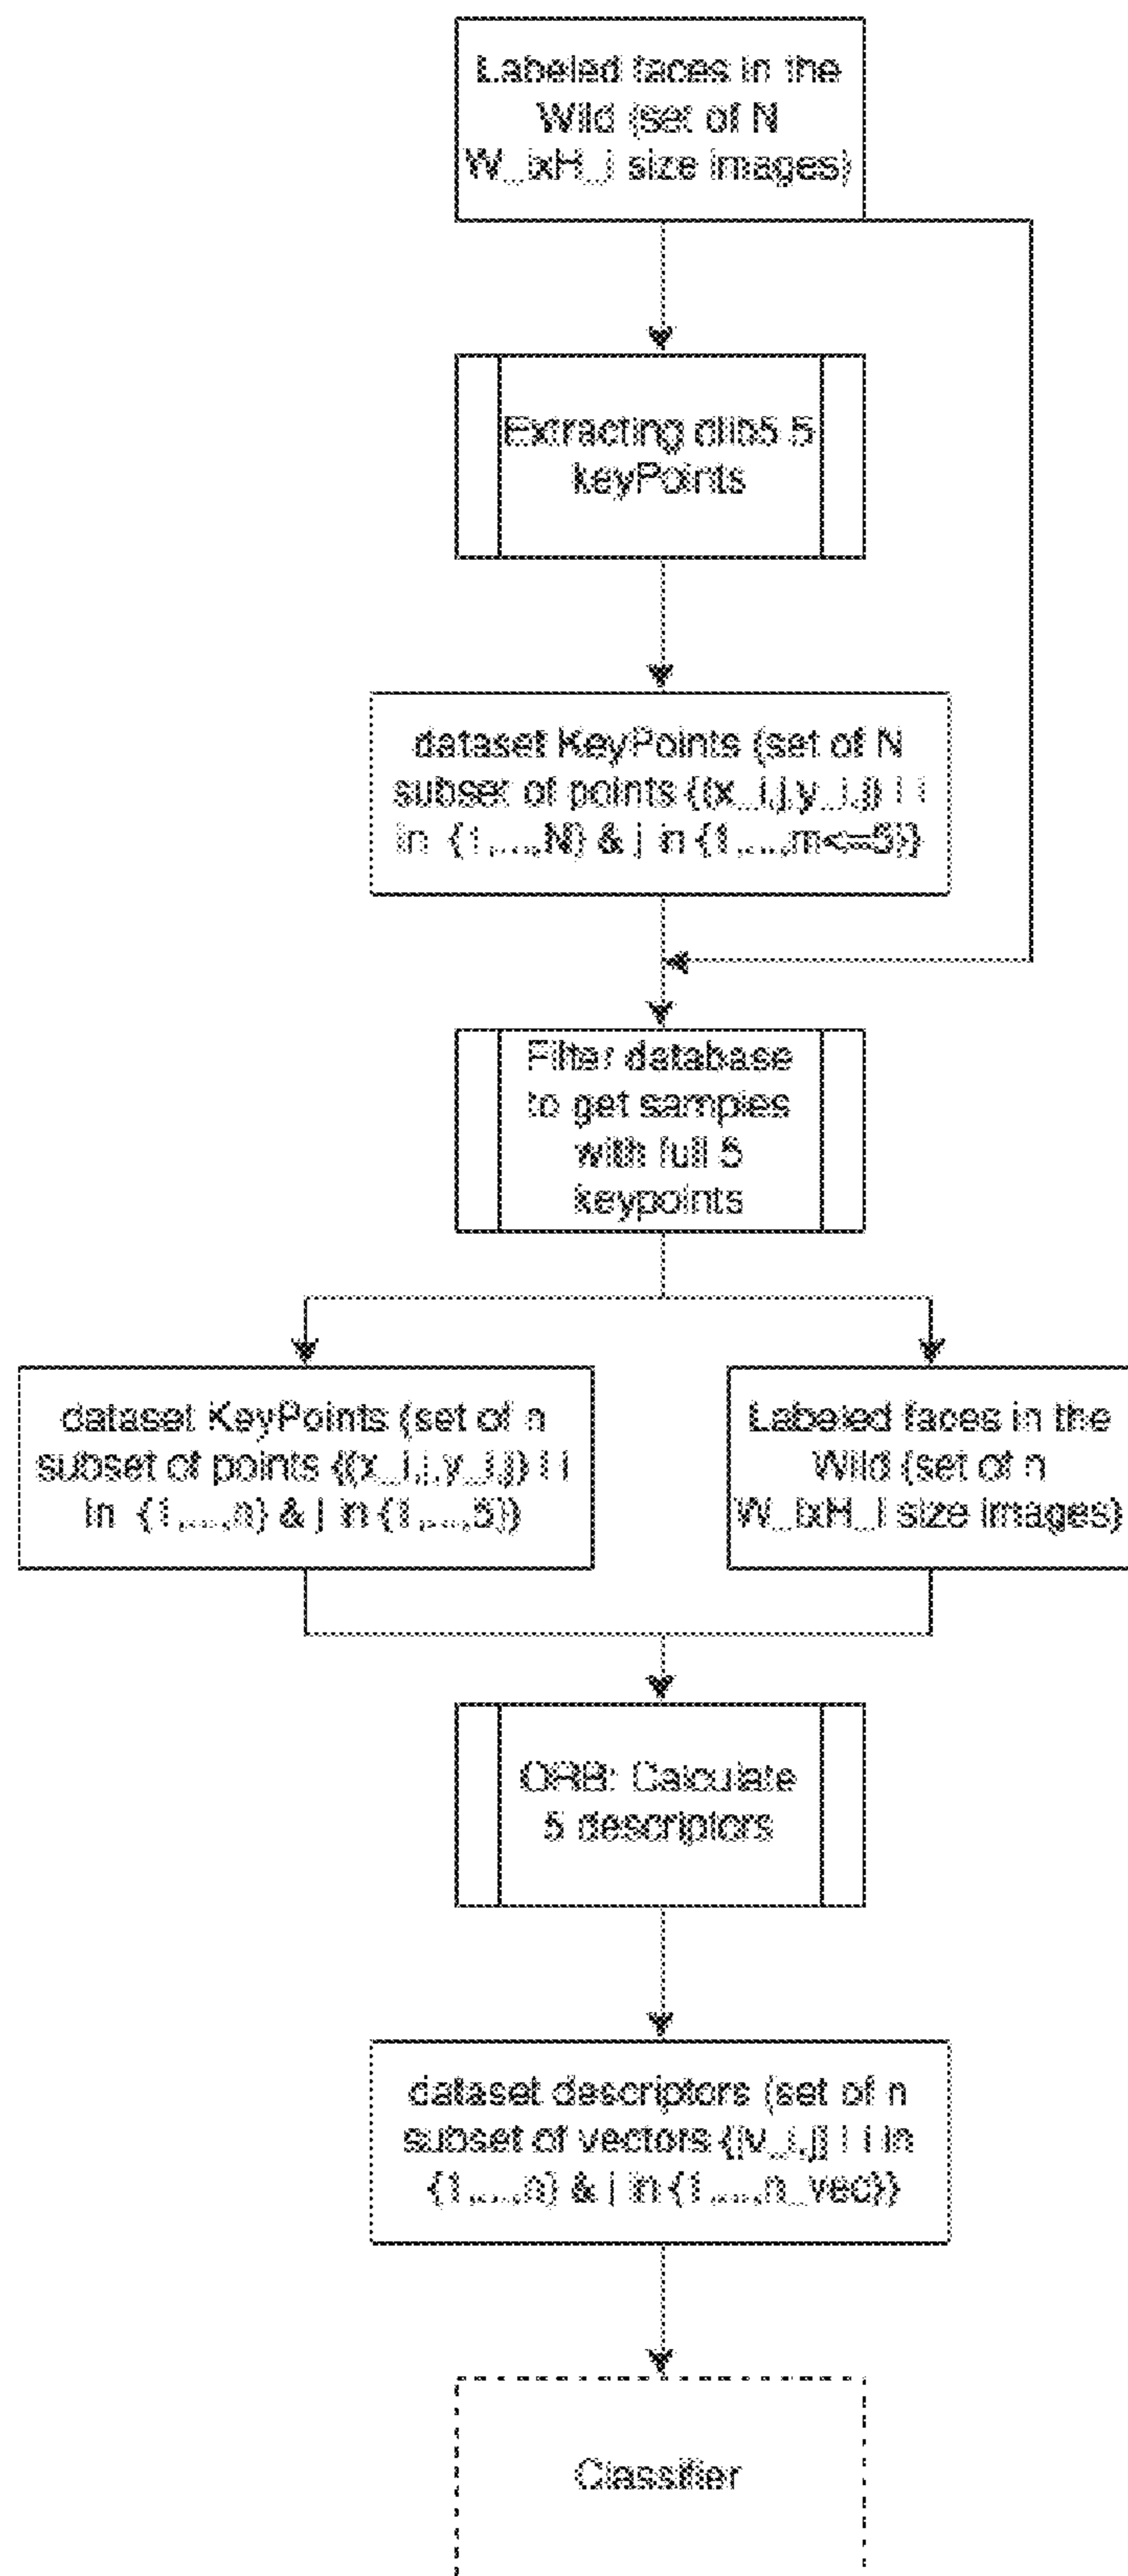 Labeled faces in the
Wild (set of N
W_ixH_i size images)
Extracting dlib5 5
keyPoints
dataset KeyPoints (set of N
subset of points {(x_i,j,y_i,j) | i
in {1,...,N} & j in {1,...,m<=5}}
Filter database
to get samples
with full 5
keypoints
dataset KeyPoints (set of n
subset of points {(x_i,j,y_i,j) | i
in {1,...,n} & j in {1,...,5})
Labeled faces in the
Wild (set of n
W_ixH_i size images)
ORB: Calculate
5 descriptors
dataset descriptors (set of n
subset of vectors {[v_i,j] | i in
{1,...,n} & j in {1,...,n_vec}}
Classifier